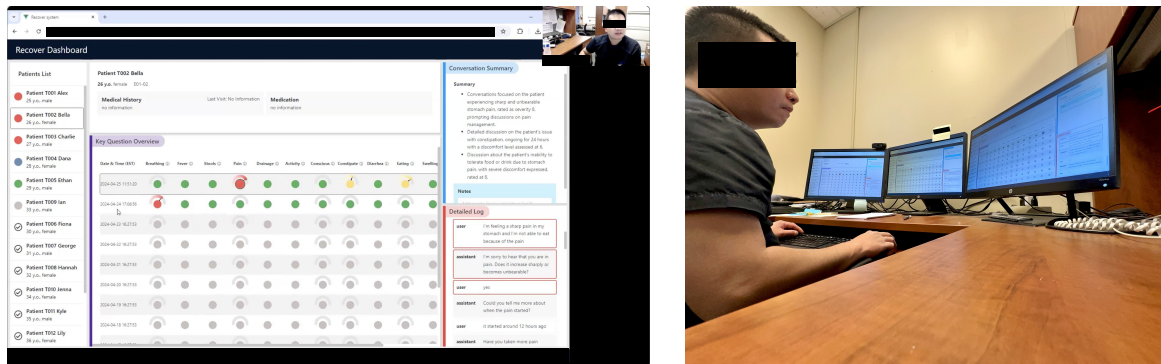 Recover system
Recover Dashboard
Patients List
Patient T001 Alex
25 y.o., male
Patient T002 Bella
26 y.o., female
Patient T003 Charlie
27 y.o., male
Patient T004 Dana
28 y.o., female
Patient T005 Ethan
29 y.o., male
Patient T009 Ian
Patient T006 Fiona
30 y.o., female
Patient T007 George
31 y.o., male
Patient T008 Hannah
32 y.o., female
Patient T010 Jenna
34 y.o., female
Patient T011 Kyle
35 y.o., male
Patient T012 Lily
Patient T002 Bella
26 y.o. female E01-02
Medical History
no information
Last Visit: No Information
Medication
no information
Key Question Overview
Date & Time (EST) Breathing Fever Stools Pain Drainage Activity Conscious Constipate Diarrhea Eating Swelling
2024-04-25 11:51:20
Conversation Summary
Summary
Conversations focused on the patient
experiencing sharp and unbearable
stomach pain, rated as severity 8,
prompting discussions on pain
management.
Detailed discussion on the patient's issue
with constipation, ongoing for 24 hours
with a discomfort level assessed at 6.
Discussion about the patient's inability to
tolerate food or drink due to stomach
pain, with severe discomfort expressed,
rated at 6.
Notes
Detailed Log
user I'm feeling a sharp pain in my
stomach and I'm not able to eat
because of the pain
assistant I'm sorry to hear that you are in
pain. Does it increase sharply or
becomes unbearable?
user yes
assistant Could you tell me more about
when the pain started?
user it started around 12 hours ago
assistant Have you taken more pain